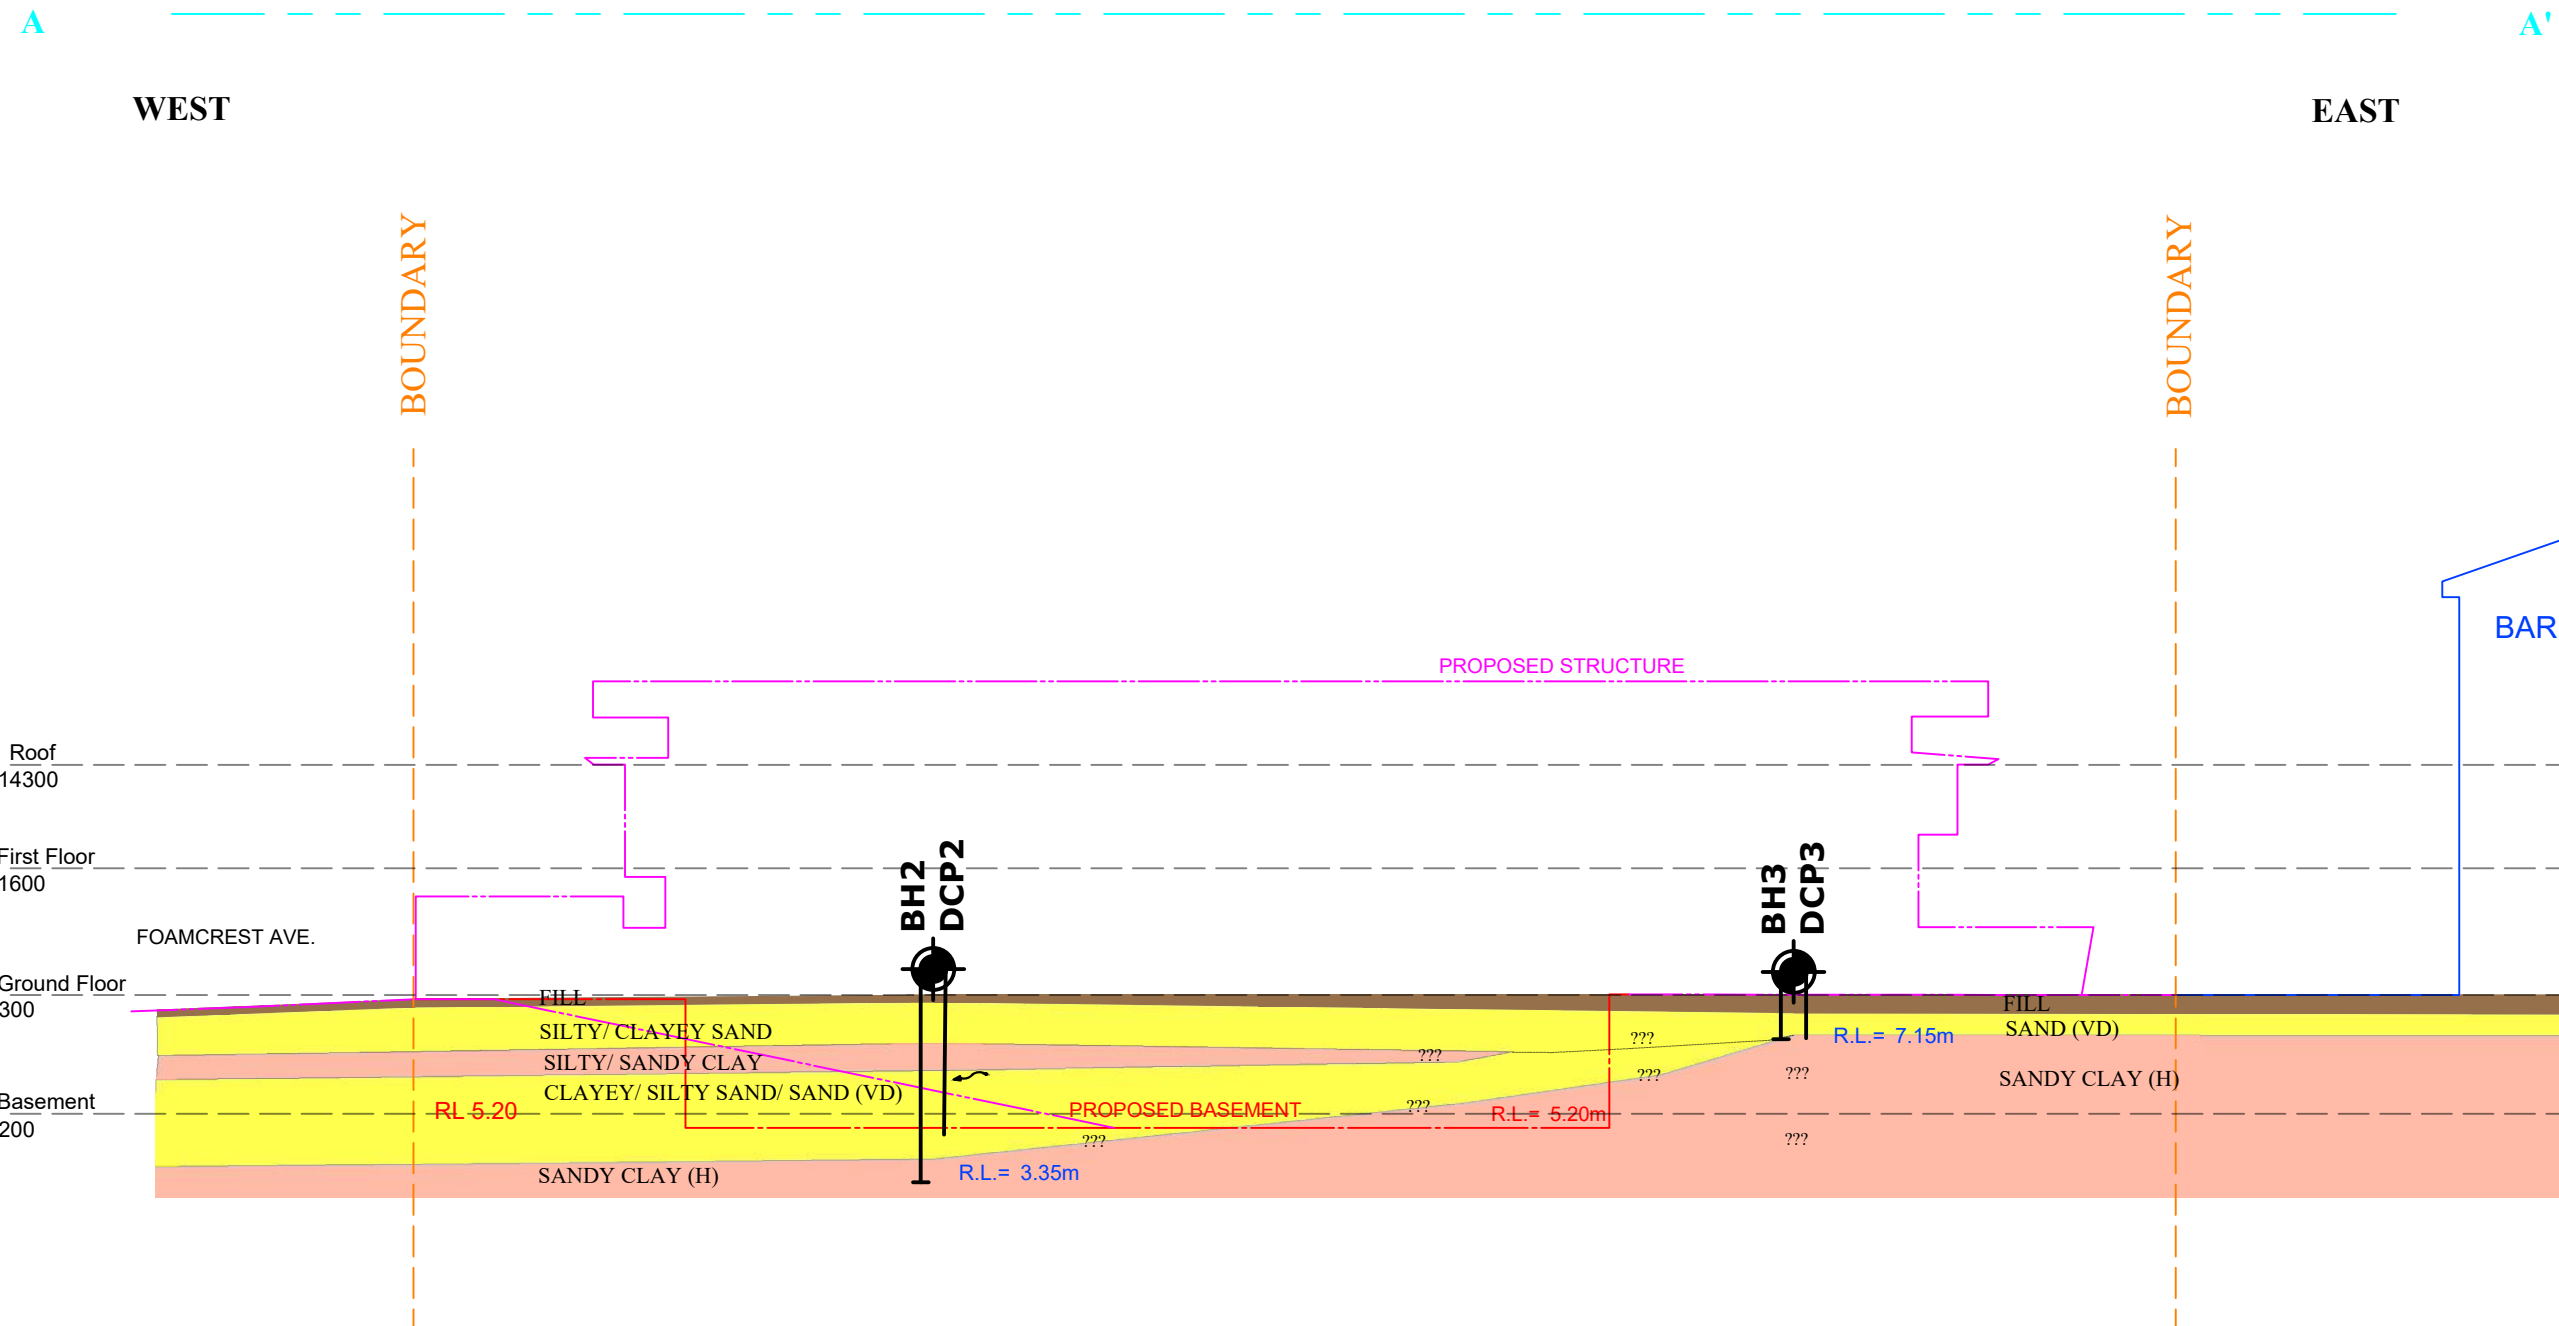 A
A'
WEST
EAST
BOUNDARY
BOUNDARY
BAR
PROPOSED STRUCTURE
Roof
14300
First Floor
1600
BH2
DCP2
BH3
DCP3
FOAMCREST AVE.
Ground Floor
300
FILL
FILL
SILTY/ CLAYEY SAND
SAND (VD)
???
R.L.= 7.15m
SILTY/ SANDY CLAY
???
???
???
SANDY CLAY (H)
CLAYEY/ SILTY SAND/ SAND (VD)
Basement
200
RL 5.20
PROPOSED BASEMENT
???
R.L.= 5.20m
???
???
SANDY CLAY (H)
R.L.= 3.35m